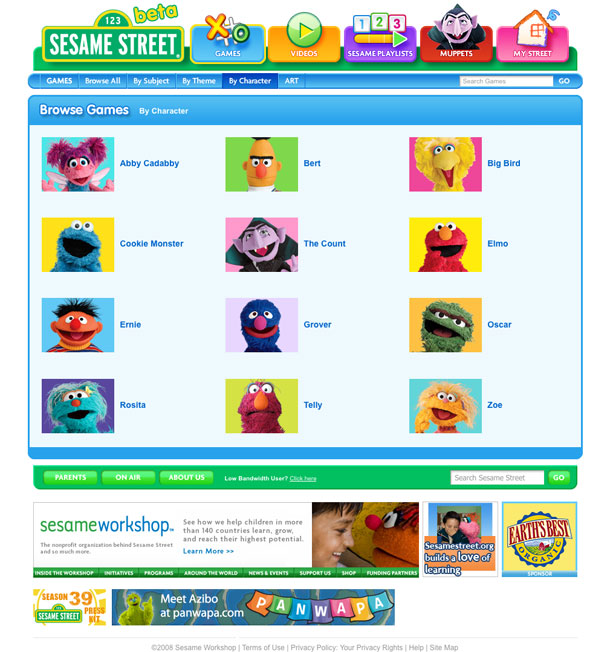 123
beta
SESAME STREET
GAMES
VIDEOS
1 2 3
SESAME PLAYLISTS
MUPPETS
MY STREET
GAMES Browse All By Subject By Theme By Character ART Search Games GO
Browse Games By Character
Abby Cadabby Bert Big Bird
Cookie Monster The Count Elmo
Ernie Grover Oscar
Rosita Telly Zoe
PARENTS ON AIR ABOUT US Low Bandwidth User? Click here Search Sesame Street GO
sesameworkshop
The nonprofit organization behind Sesame Street
and so much more.
See how we help children in more
than 140 countries learn, grow,
and reach their highest potential.
Learn More >>
INSIDE THE WORKSHOP INITIATIVES PROGRAMS AROUND THE WORLD NEWS & EVENTS SUPPORT US SHOP FUNDING PARTNERS
Sesamestreet.org
builds a love of
learning
EARTH'S BEST
ORGANIC
SPONSOR
SEASON 39
SESAME STREET
PRESS
KIT
Meet Azibo
at panwapa.com
PANWAPA
©2008 Sesame Workshop | Terms of Use | Privacy Policy: Your Privacy Rights | Help | Site Map